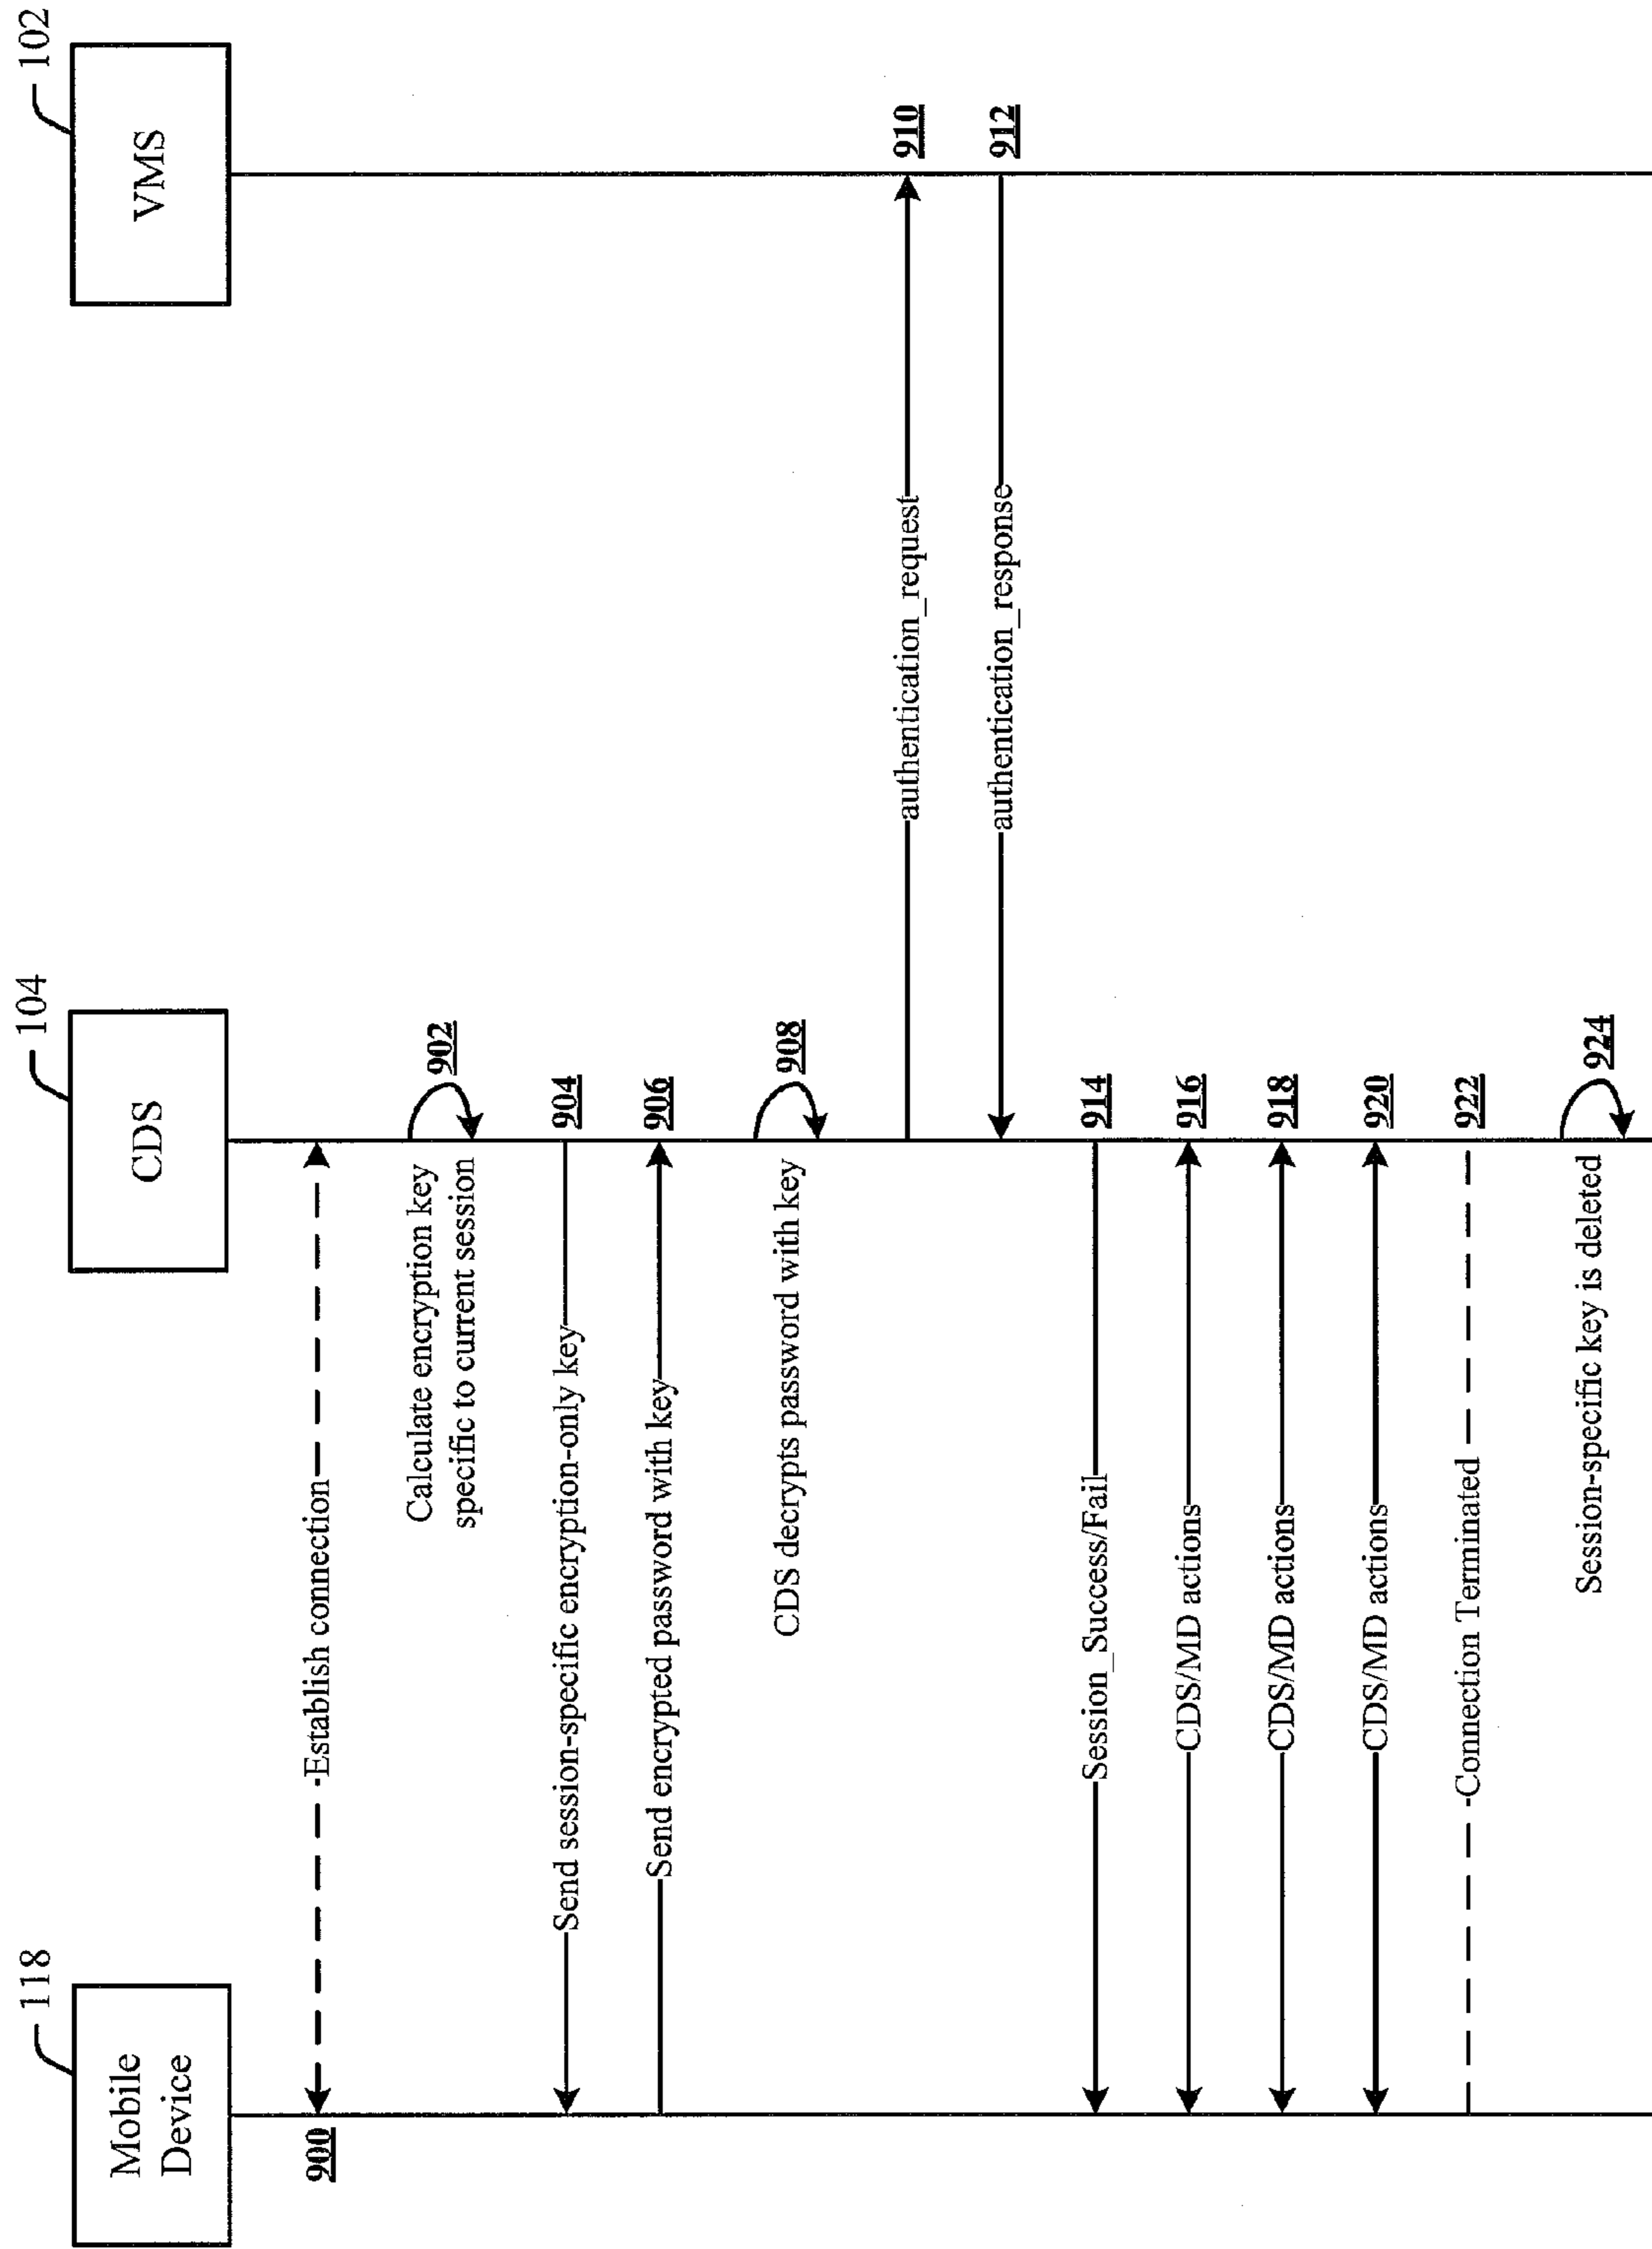 118
Mobile
Device
104
CDS
102
VMS
900
Establish connection
902
Calculate encryption key
specific to current session
904
Send session-specific encryption-only key
906
Send encrypted password with key
908
CDS decrypts password with key
910
authentication_request
912
authentication_response
914
Session_Success/Fail
916
CDS/MD actions
918
CDS/MD actions
920
CDS/MD actions
922
Connection Terminated
924
Session-specific key is deleted